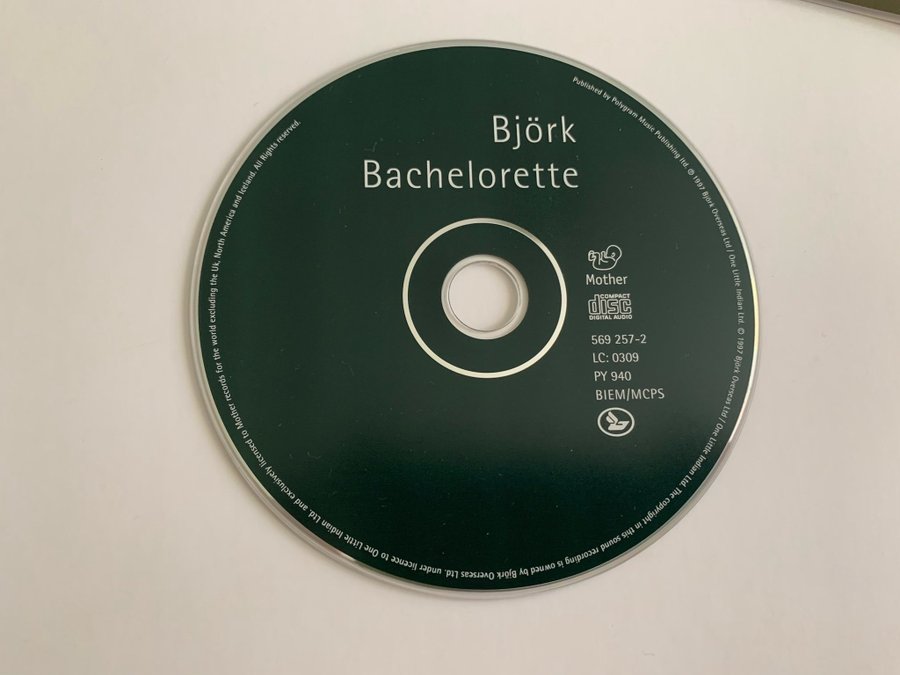 Björk
Bachelorette
Mother
COMPACT
disc
DIGITAL AUDIO
569 257-2
LC: 0309
PY 940
BIEM/MCPS
Published by Polygram Music Publishing ltd. ℗ 1997 Björk Overseas Ltd / One Little Indian Ltd. © 1997 Björk Overseas Ltd / One Little Indian Ltd. The copyright in this sound recording is owned by Björk Overseas Ltd. under licence to One Little Indian Ltd. and exclusively licensed to Mother records for the world excluding the Uk, North America and Iceland. All Rights reserved.